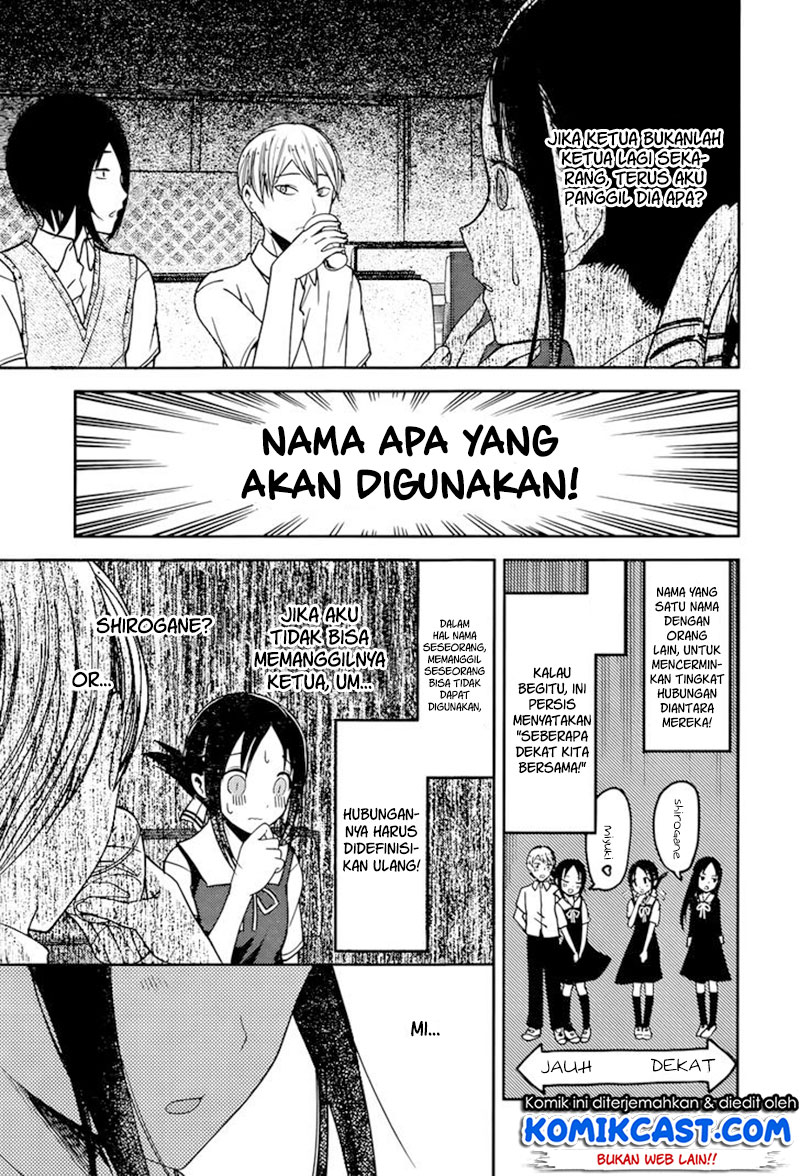 JIKA KETUA BUKANLAH
KETUA LAGI SEKA-
RANG, TERUS AKU
PANGGIL DIA APA?
NAMA APA YANG
AKAN DIGUNAKAN!
NAMA YANG
SATU NAMA
DENGAN
ORANG
LAIN, UNTUK
MENCERMIN-
KAN TINGKAT
HUBUNGAN
DIANTARA
MEREKA!
KALAU
BEGITU, INI
PERSIS
MENYATAKAN
"SEBERAPA
DEKAT KITA
BERSAMA!"
shirogane
miyuki
JAUH
DEKAT
DALAM
HAL NAMA
SESEORANG,
MEMANGGIL
SESEORANG
BISA TIDAK
DAPAT
DIGUNAKAN,
HUBUNGAN-
NYA HARUS
DIDEFINISI-
KAN ULANG!
JIKA AKU
TIDAK BISA
MEMANGGILNYA
KETUA, UM...
SHIROGANE?
OR...
MI...
Komik ini diterjemahkan & diedit oleh
KOMIKCAST.COM
BUKAN WEB LAIN!!